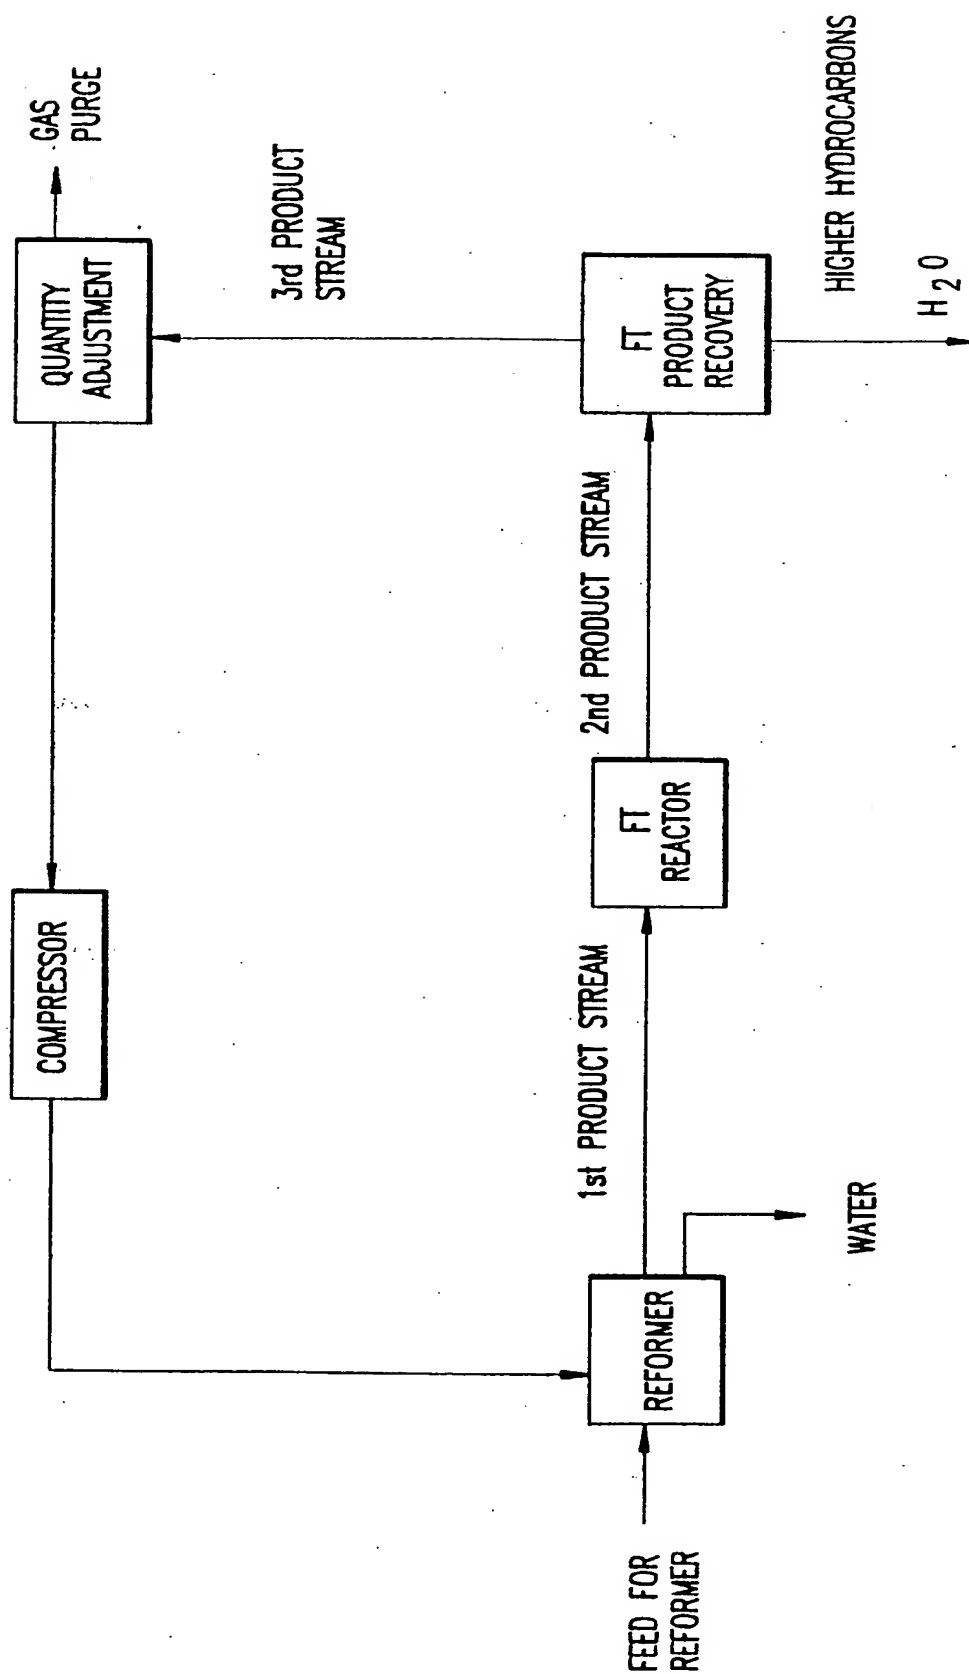 GAS
PURGE
QUANTITY
ADJUSTMENT
COMPRESSOR
3rd PRODUCT
STREAM
FEED FOR
REFORMER
REFORMER
WATER
1st PRODUCT STREAM
FT
REACTOR
2nd PRODUCT STREAM
FT
PRODUCT
RECOVERY
HIGHER HYDROCARBONS
H2O